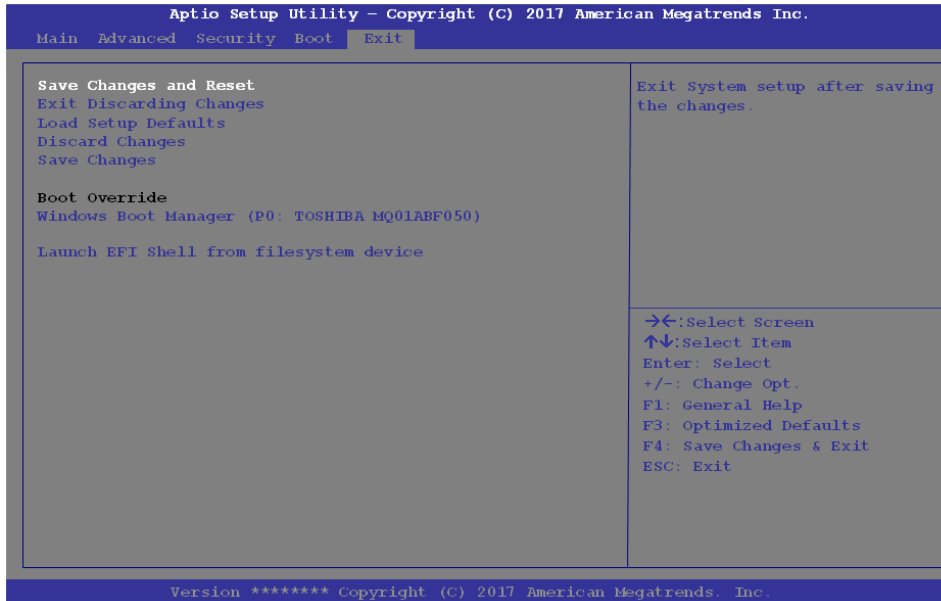 Aptio Setup Utility – Copyright (C) 2017 American Megatrends Inc.
Main Advanced Security Boot Exit
Save Changes and Reset
Exit Discarding Changes
Load Setup Defaults
Discard Changes
Save Changes
Boot Override
Windows Boot Manager (P0: TOSHIBA MQ01ABF050)
Launch EFI Shell from filesystem device
Exit System setup after saving
the changes.
→←:Select Screen
↑↓:Select Item
Enter: Select
+/-: Change Opt.
F1: General Help
F3: Optimized Defaults
F4: Save Changes & Exit
ESC: Exit
Version ******** Copyright (C) 2017 American Megatrends. Inc.